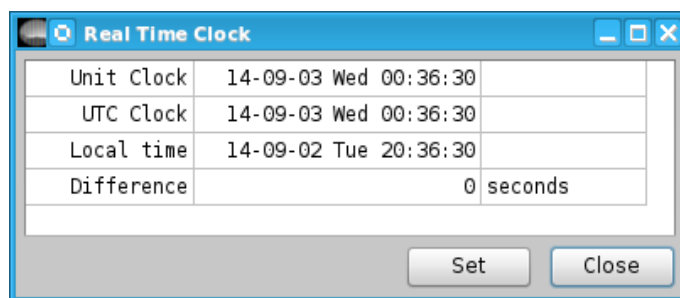 Real Time Clock
Unit Clock 14-09-03 Wed 00:36:30
UTC Clock 14-09-03 Wed 00:36:30
Local time 14-09-02 Tue 20:36:30
Difference 0 seconds
Set Close